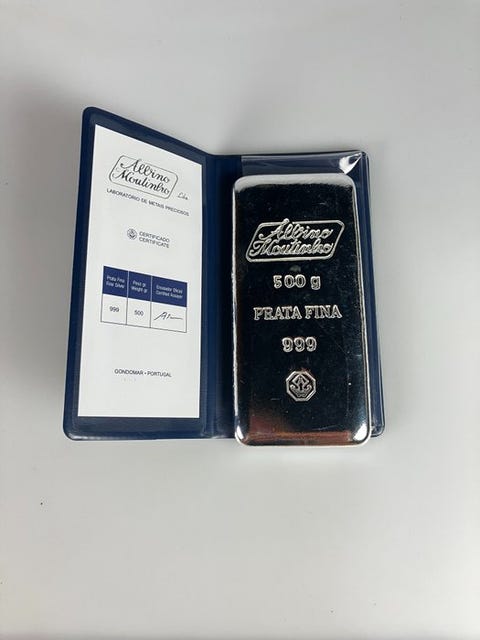 Albino
Moutinho Lda
LABORATÓRIO DE METAIS PRECIOSOS
CERTIFICADO
CERTIFICATE
Prata Fina
Fine Silver
Peso gr.
Weight gr.
Ensaiador Oficial
Certified Assayer
999
500
GONDOMAR • PORTUGAL
Albino
Moutinho
500 g
PRATA FINA
999